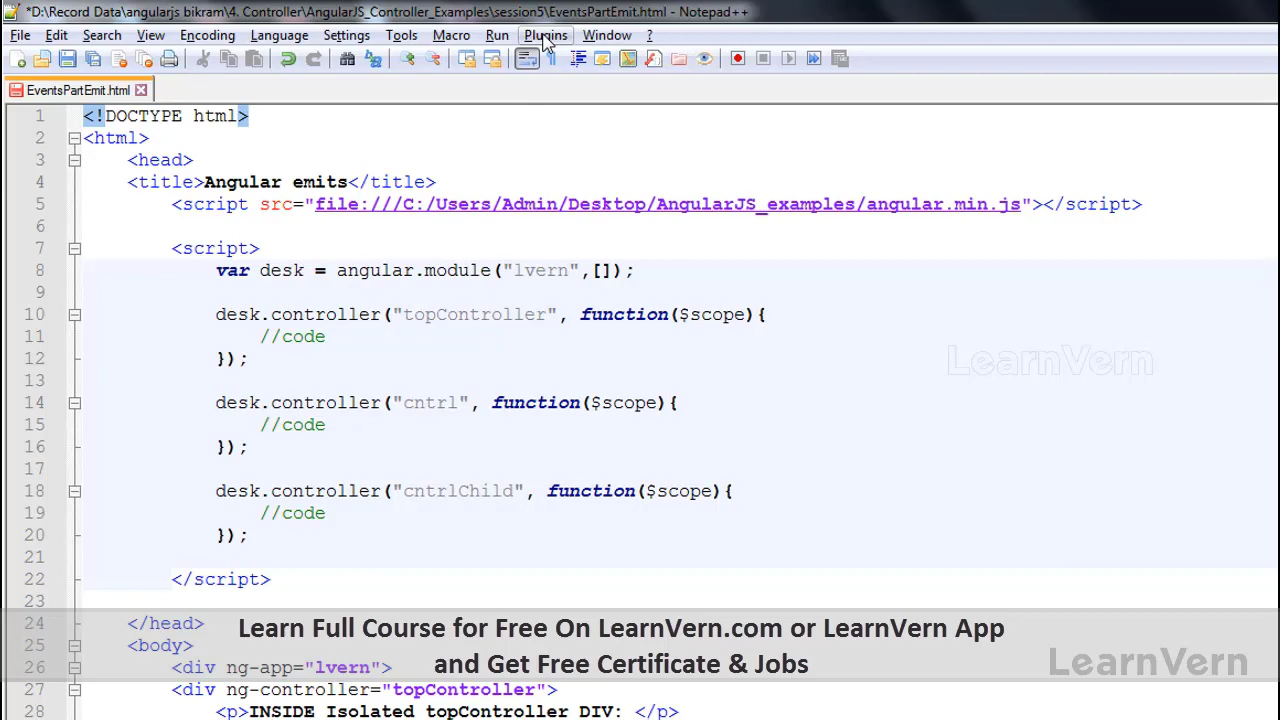 *D:\Record Data\angularjs bikram\4. Controller\AngularJS_Controller_Examples\session5\EventsPartEmit.html - Notepad++
File Edit Search View Encoding Language Settings Tools Macro Run Plugins Window ?
EventsPartEmit.html
1 <!DOCTYPE html>
2 <html>
3 <head>
4 <title>Angular emits</title>
5 <script src="file:///C:/Users/Admin/Desktop/AngularJS_examples/angular.min.js"></script>
6
7 <script>
8 var desk = angular.module("lvern",[]);
9
10 desk.controller("topController", function($scope){
11 //code
12 });
13
LearnVern
14 desk.controller("cntrl", function($scope){
15 //code
16 });
17
18 desk.controller("cntrlChild", function($scope){
19 //code
20 });
21
22 </script>
23
24 </head>
Learn Full Course for Free On LearnVern.com or LearnVern App
25 <body>
26 <div ng-app="lvern">
and Get Free Certificate & Jobs
LearnVern
27 <div ng-controller="topController">
28 <p>INSIDE Isolated topController DIV: </p>